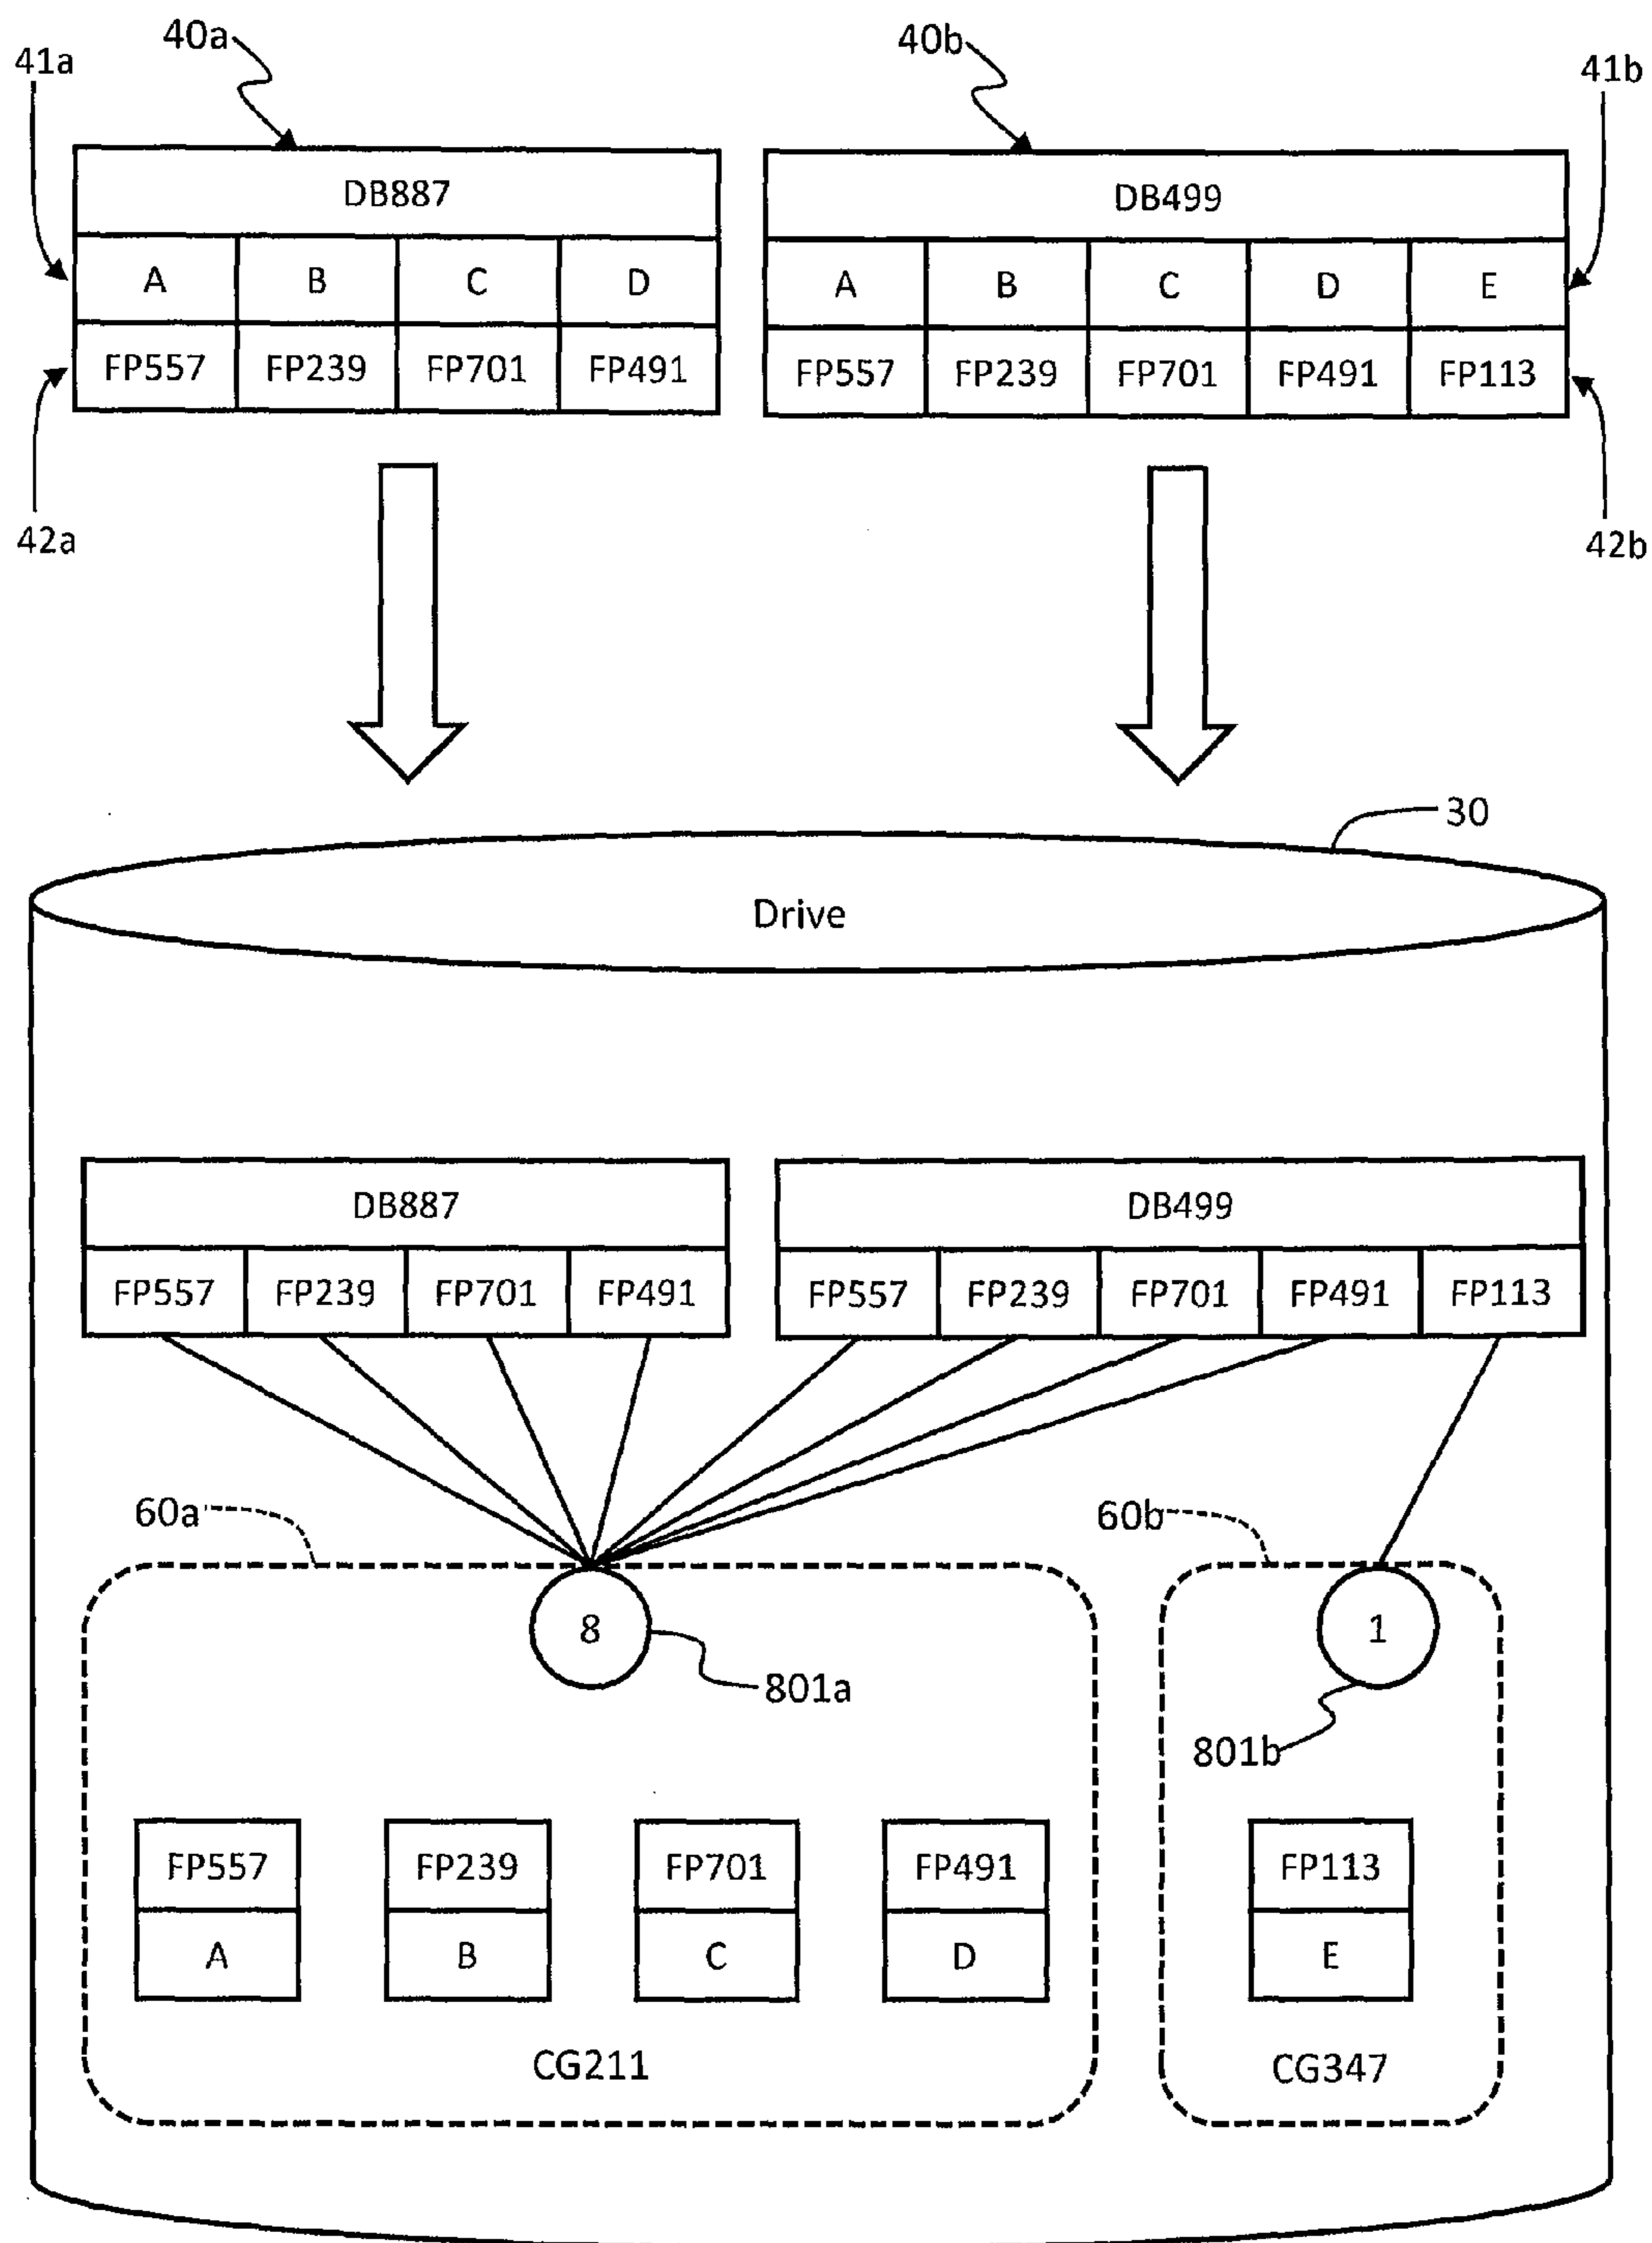 40a 40b
41a 41b
DB887 DB499
A B C D A B C D E
FP557 FP239 FP701 FP491 FP557 FP239 FP701 FP491 FP113
42a 42b
30
Drive
DB887 DB499
FP557 FP239 FP701 FP491 FP557 FP239 FP701 FP491 FP113
60a 60b
8 1
801a
801b
FP557 FP239 FP701 FP491 FP113
A B C D E
CG211 CG347